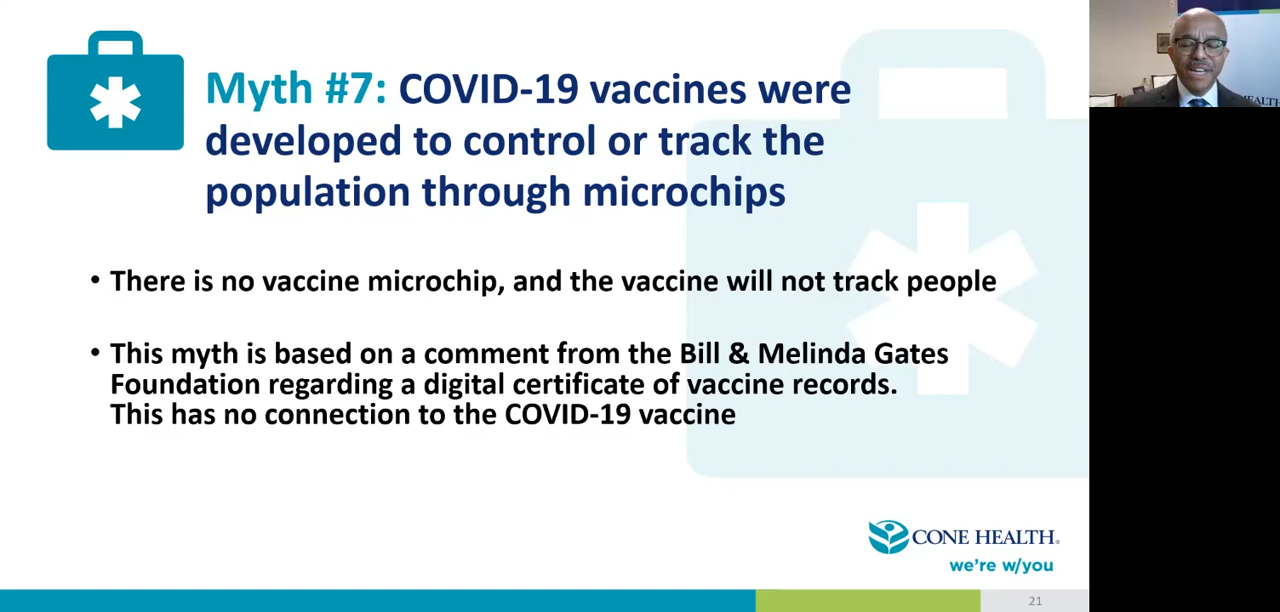 Myth #7: COVID-19 vaccines were
developed to control or track the
population through microchips
• There is no vaccine microchip, and the vaccine will not track people
• This myth is based on a comment from the Bill & Melinda Gates
Foundation regarding a digital certificate of vaccine records.
This has no connection to the COVID-19 vaccine
CONE HEALTH®
we're w/you
21